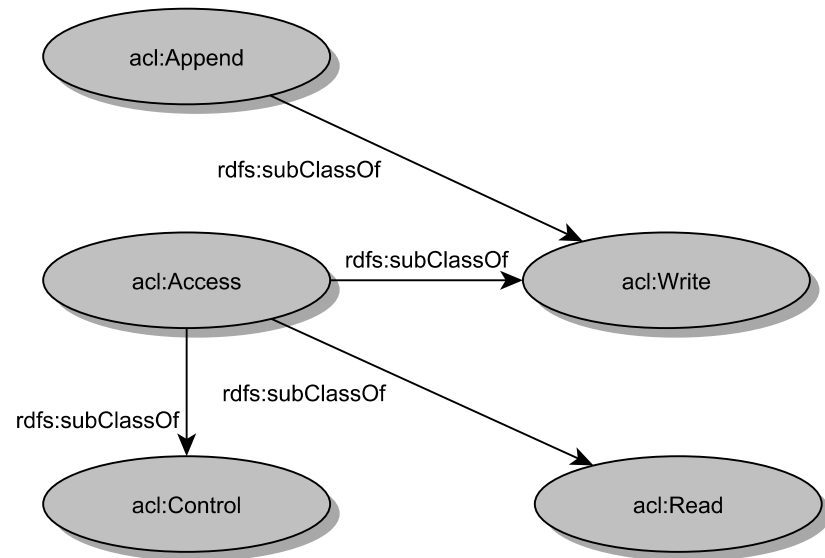 acl:Append
rdfs:subClassOf
rdfs:subClassOf
acl:Access
acl:Write
rdfs:subClassOf
rdfs:subClassOf
acl:Control
acl:Read